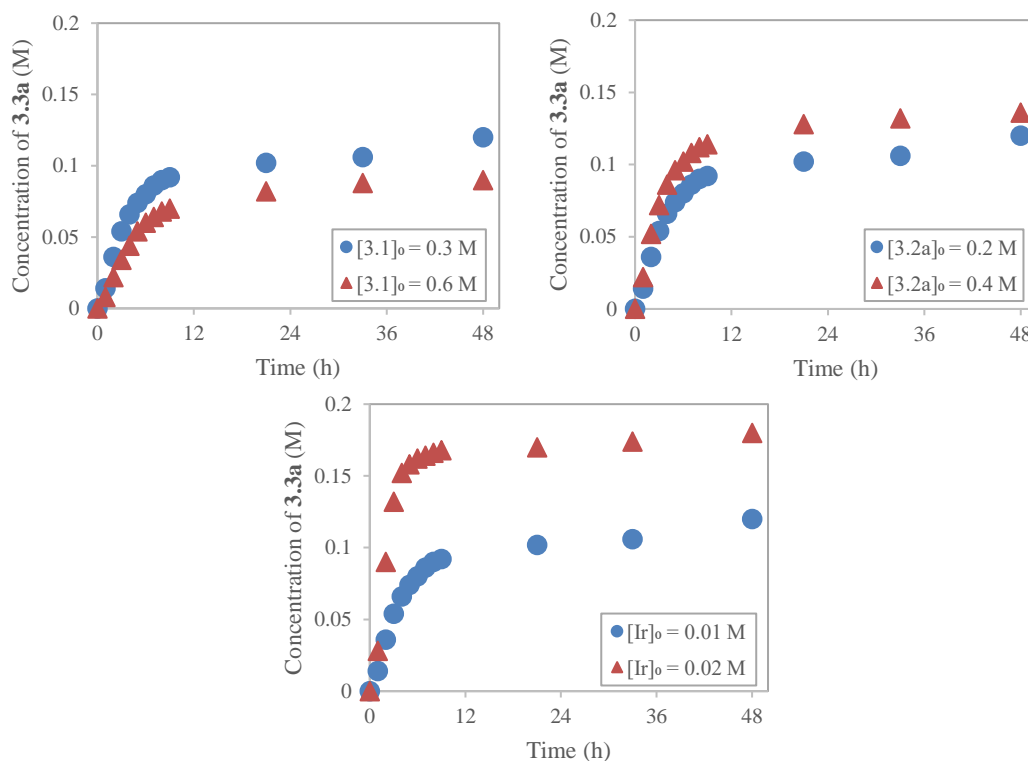 Concentration of 3.3a (M)
0.2
0.15
0.1
0.05
0
[3.1]₀ = 0.3 M
[3.1]₀ = 0.6 M
0 12 24 36 48
Time (h)
Concentration of 3.3a (M)
0.2
0.15
0.1
0.05
0
[3.2a]₀ = 0.2 M
[3.2a]₀ = 0.4 M
0 12 24 36 48
Time (h)
Concentration of 3.3a (M)
0.2
0.15
0.1
0.05
0
[Ir]₀ = 0.01 M
[Ir]₀ = 0.02 M
0 12 24 36 48
Time (h)